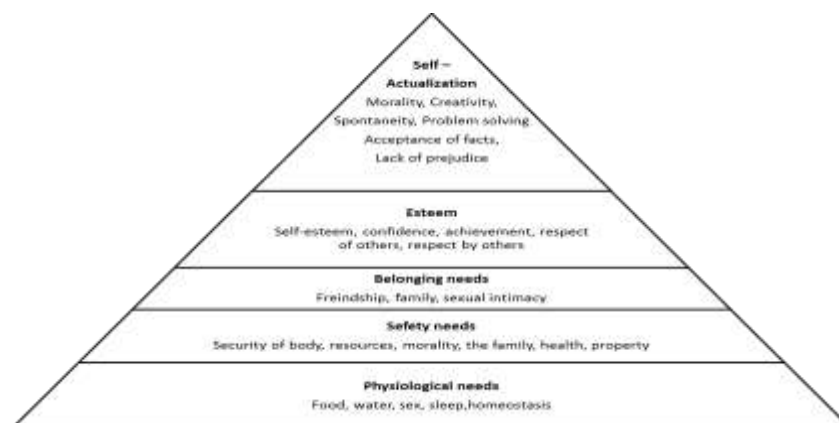 Self –
Actualization
Morality, Creativity,
Spontaneity, Problem solving
Acceptance of facts,
Lack of prejudice
Esteem
Self-esteem, confidence, achievement, respect
of others, respect by others
Belonging needs
Freindship, family, sexual intimacy
Sefety needs
Security of body, resources, morality, the family, health, property
Physiological needs
Food, water, sex, sleep,homeostasis